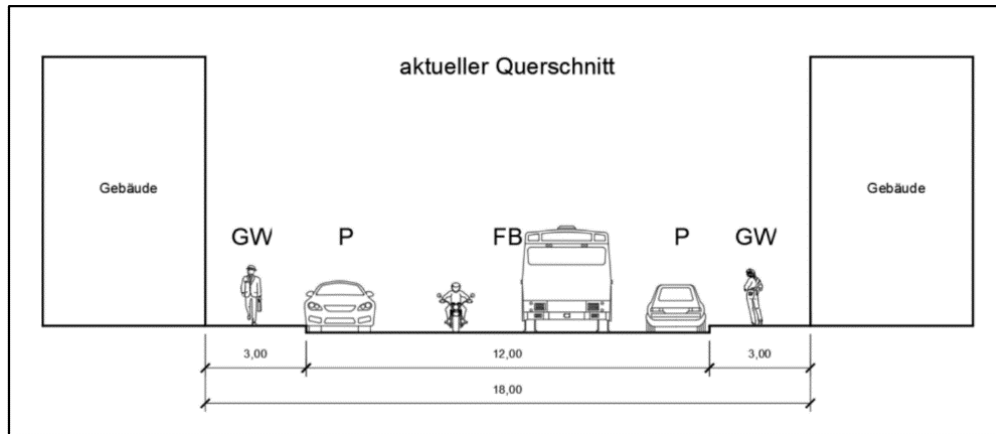 aktueller Querschnitt
Gebäude
Gebäude
GW P FB P GW
3,00 12,00 3,00
18,00